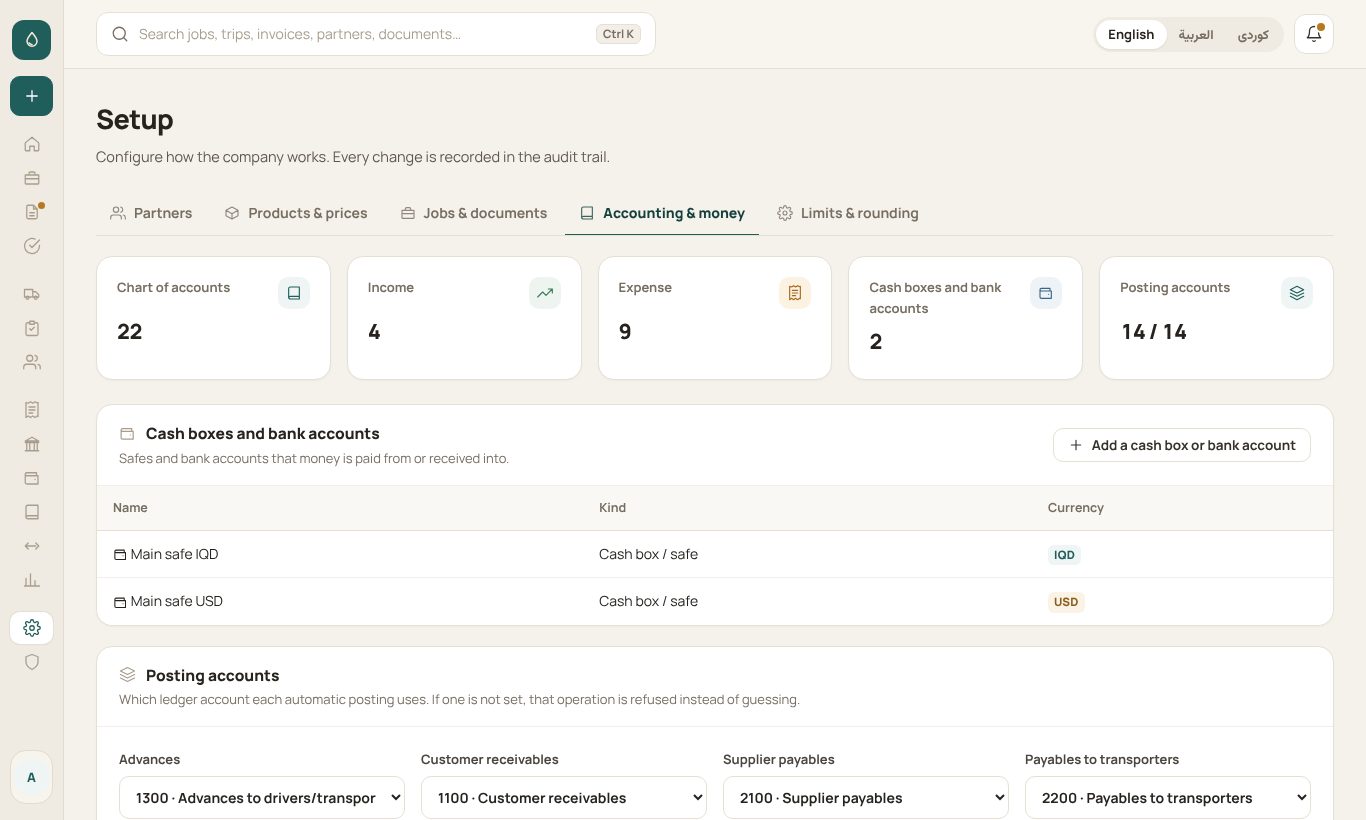 Search jobs, trips, invoices, partners, documents...
Ctrl K
English
العربية
کوردی
Setup
Configure how the company works. Every change is recorded in the audit trail.
Partners
Products & prices
Jobs & documents
Accounting & money
Limits & rounding
Chart of accounts
22
Income
4
Expense
9
Cash boxes and bank
accounts
2
Posting accounts
14 / 14
Cash boxes and bank accounts
Safes and bank accounts that money is paid from or received into.
+ Add a cash box or bank account
Name Kind Currency
Main safe IQD Cash box / safe IQD
Main safe USD Cash box / safe USD
Posting accounts
Which ledger account each automatic posting uses. If one is not set, that operation is refused instead of guessing.
Advances
1300 · Advances to drivers/transpor
Customer receivables
1100 · Customer receivables
Supplier payables
2100 · Supplier payables
Payables to transporters
2200 · Payables to transporters
A